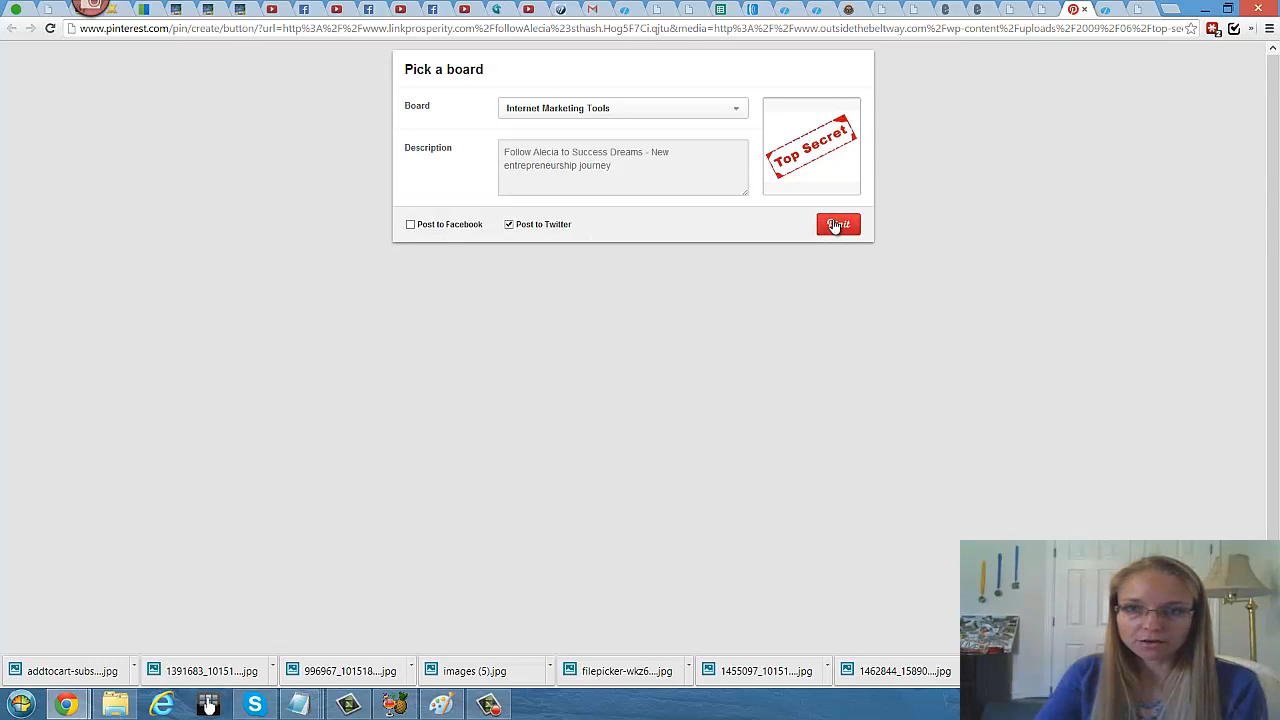 www.pinterest.com/pin/create/button/?url=http%3A%2F%2Fwww.linkprosperity.com%2FfollowAlecia%23sthash.Hog5F7Ci.qjtu&media=http%3A%2F%2Fwww.outsidethebeltway.com%2Fwp-content%2Fuploads%2F2009%2F06%2Ftop-sec
Pick a board
Board
Internet Marketing Tools
Description
Follow Alecia to Success Dreams - New
entrepreneurship journey
Top Secret
Post to Facebook
Post to Twitter
addtocart-subs....jpg
1391683_10151....jpg
996967_101518....jpg
images (5).jpg
filepicker-wkz6....jpg
1455097_10151....jpg
1462844_15890....jpg